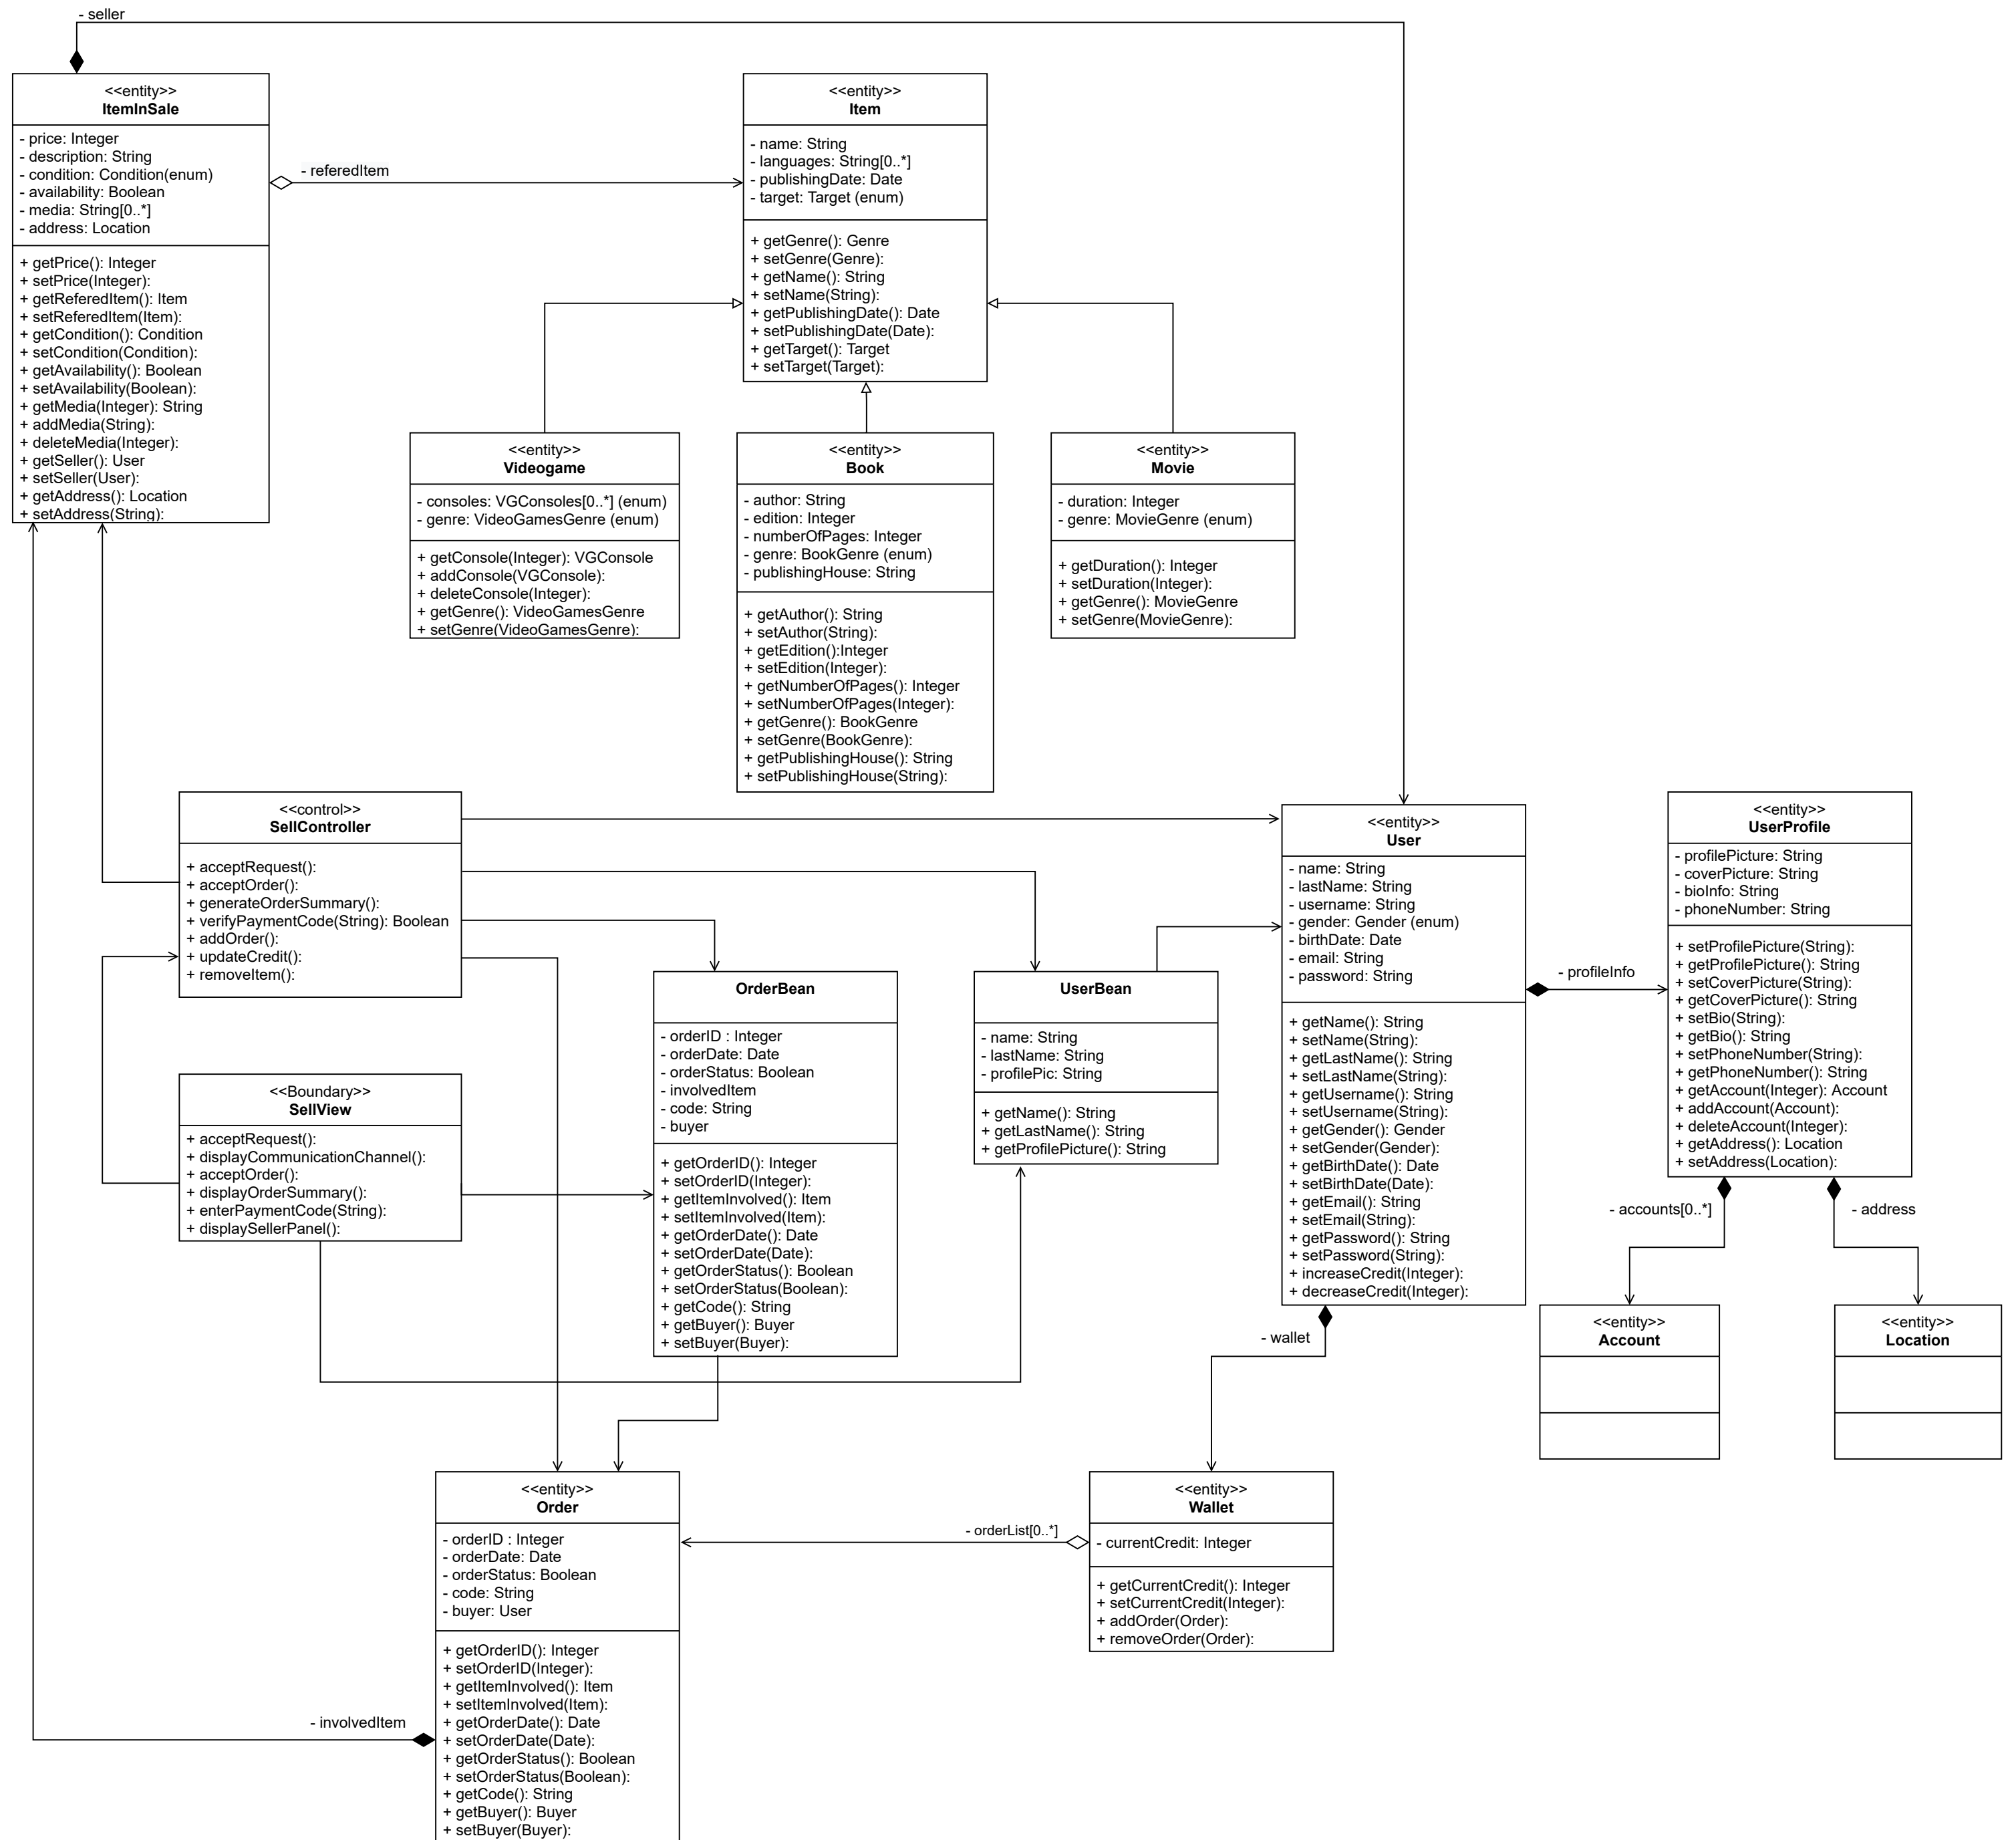 - seller
<<entity>>
ItemInSale
- price: Integer
- description: String
- condition: Condition(enum)
- availability: Boolean
- media: String[0..*]
- address: Location
+ getPrice(): Integer
+ setPrice(Integer):
+ getReferedItem(): Item
+ setReferedItem(Item):
+ getCondition(): Condition
+ setCondition(Condition):
+ getAvailability(): Boolean
+ setAvailability(Boolean):
+ getMedia(Integer): String
+ addMedia(String):
+ deleteMedia(Integer):
+ getSeller(): User
+ setSeller(User):
+ getAddress(): Location
+ setAddress(String):
- referedItem
<<entity>>
Item
- name: String
- languages: String[0..*]
- publishingDate: Date
- target: Target (enum)
+ getGenre(): Genre
+ setGenre(Genre):
+ getName(): String
+ setName(String):
+ getPublishingDate(): Date
+ setPublishingDate(Date):
+ getTarget(): Target
+ setTarget(Target):
<<entity>>
Videogame
- consoles: VGConsoles[0..*] (enum)
- genre: VideoGamesGenre (enum)
+ getConsole(Integer): VGConsole
+ addConsole(VGConsole):
+ deleteConsole(Integer):
+ getGenre(): VideoGamesGenre
+ setGenre(VideoGamesGenre):
<<entity>>
Book
- author: String
- edition: Integer
- numberOfPages: Integer
- genre: BookGenre (enum)
- publishingHouse: String
+ getAuthor(): String
+ setAuthor(String):
+ getEdition():Integer
+ setEdition(Integer):
+ getNumberOfPages(): Integer
+ setNumberOfPages(Integer):
+ getGenre(): BookGenre
+ setGenre(BookGenre):
+ getPublishingHouse(): String
+ setPublishingHouse(String):
<<entity>>
Movie
- duration: Integer
- genre: MovieGenre (enum)
+ getDuration(): Integer
+ setDuration(Integer):
+ getGenre(): MovieGenre
+ setGenre(MovieGenre):
<<control>>
SellController
+ acceptRequest():
+ acceptOrder():
+ generateOrderSummary():
+ verifyPaymentCode(String): Boolean
+ addOrder():
+ updateCredit():
+ removeItem():
<<Boundary>>
SellView
+ acceptRequest():
+ displayCommunicationChannel():
+ acceptOrder():
+ displayOrderSummary():
+ enterPaymentCode(String):
+ displaySellerPanel():
OrderBean
- orderID : Integer
- orderDate: Date
- orderStatus: Boolean
- involvedItem
- code: String
- buyer
+ getOrderID(): Integer
+ setOrderID(Integer):
+ getItemInvolved(): Item
+ setItemInvolved(Item):
+ getOrderDate(): Date
+ setOrderDate(Date):
+ getOrderStatus(): Boolean
+ setOrderStatus(Boolean):
+ getCode(): String
+ getBuyer(): Buyer
+ setBuyer(Buyer):
UserBean
- name: String
- lastName: String
- profilePic: String
+ getName(): String
+ getLastName(): String
+ getProfilePicture(): String
<<entity>>
User
- name: String
- lastName: String
- username: String
- gender: Gender (enum)
- birthDate: Date
- email: String
- password: String
+ getName(): String
+ setName(String):
+ getLastName(): String
+ setLastName(String):
+ getUsername(): String
+ setUsername(String):
+ getGender(): Gender
+ setGender(Gender):
+ getBirthDate(): Date
+ setBirthDate(Date):
+ getEmail(): String
+ setEmail(String):
+ getPassword(): String
+ setPassword(String):
+ increaseCredit(Integer):
+ decreaseCredit(Integer):
- profileInfo
<<entity>>
UserProfile
- profilePicture: String
- coverPicture: String
- bioInfo: String
- phoneNumber: String
+ setProfilePicture(String):
+ getProfilePicture(): String
+ setCoverPicture(String):
+ getCoverPicture(): String
+ setBio(String):
+ getBio(): String
+ setPhoneNumber(String):
+ getPhoneNumber(): String
+ getAccount(Integer): Account
+ addAccount(Account):
+ deleteAccount(Integer):
+ getAddress(): Location
+ setAddress(Location):
- accounts[0..*]
- address
<<entity>>
Account
<<entity>>
Location
- wallet
<<entity>>
Order
- orderID : Integer
- orderDate: Date
- orderStatus: Boolean
- code: String
- buyer: User
+ getOrderID(): Integer
+ setOrderID(Integer):
+ getItemInvolved(): Item
+ setItemInvolved(Item):
+ getOrderDate(): Date
+ setOrderDate(Date):
+ getOrderStatus(): Boolean
+ setOrderStatus(Boolean):
+ getCode(): String
+ getBuyer(): Buyer
+ setBuyer(Buyer):
- involvedItem
- orderList[0..*]
<<entity>>
Wallet
- currentCredit: Integer
+ getCurrentCredit(): Integer
+ setCurrentCredit(Integer):
+ addOrder(Order):
+ removeOrder(Order):